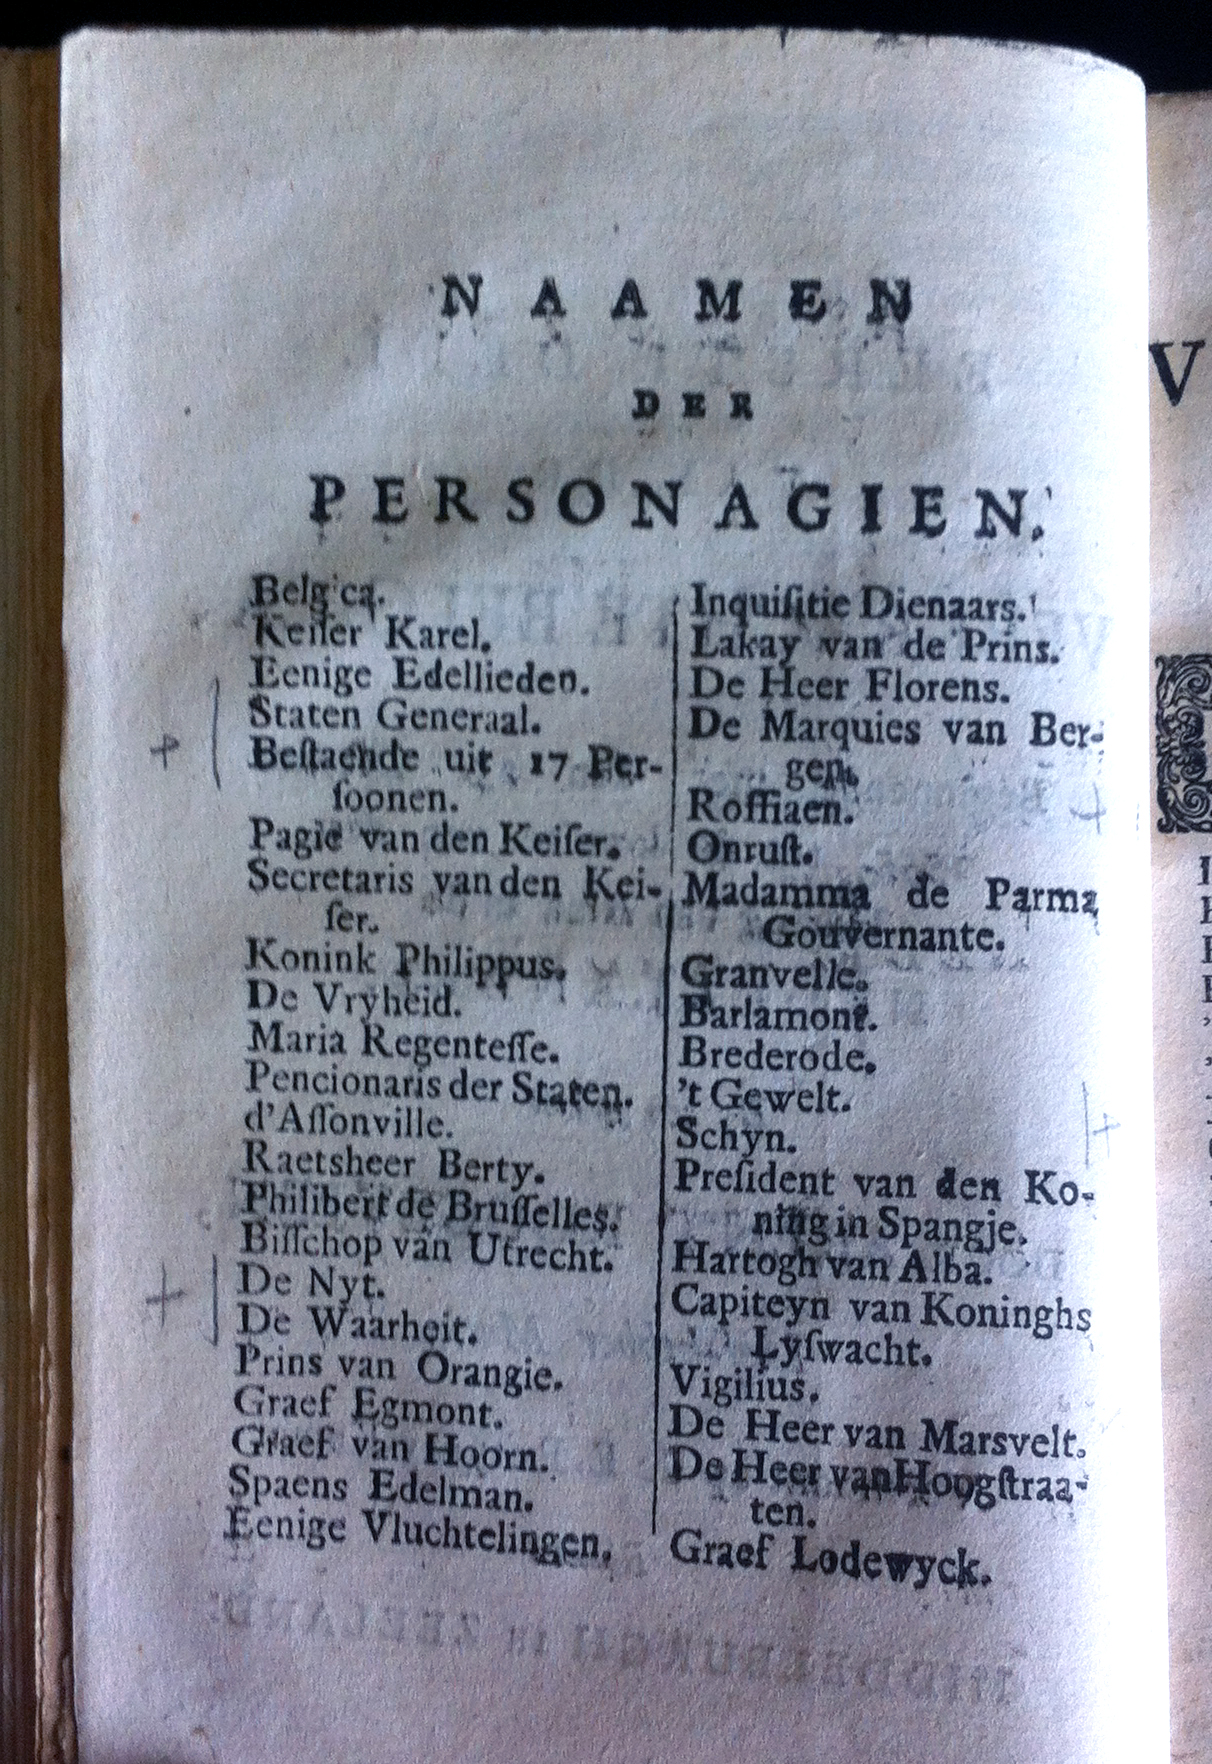 NAAMEN
DER
PERSONAGIEN.
Belgica.
Keiſer Karel.
Eenige Edellieden.
Staten Generaal.
Beſtaende uit 17 Per-
ſoonen.
Pagie van den Keiſer.
Secretaris van den Kei-
ſer.
Konink Philippus.
De Vryheid.
Maria Regenteſſe.
Pencionaris der Staten.
d'Aſſonville.
Raetsheer Berty.
Philibert de Bruſſelles.
Biſſchop van Utrecht.
De Nyt.
De Waarheit.
Prins van Orangie.
Graef Egmont.
Graef van Hoorn.
Spaens Edelman.
Eenige Vluchtelingen.
Inquiſitie Dienaars.
Lakay van de Prins.
De Heer Florens.
De Marquies van Ber-
gen.
Roffiaen.
Onruſt.
Madamma de Parma
Gouvernante.
Granvelle.
Barlamont.
Brederode.
't Gewelt.
Schyn.
Preſident van den Ko-
ning in Spangje.
Hartogh van Alba.
Capiteyn van Koninghs
Lyſwacht.
Vigilius.
De Heer van Marsvelt.
De Heer van Hoogſtraa-
ten.
Graef Lodewyck.
V